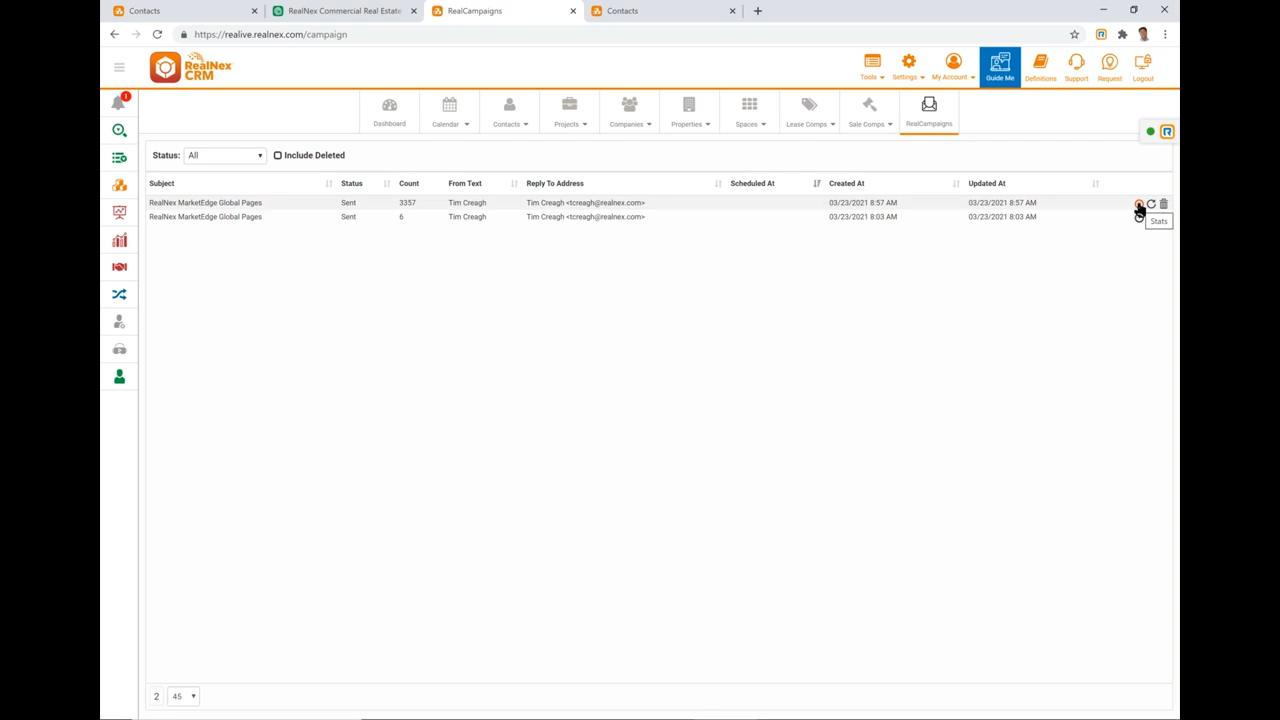 Contacts
RealNex Commercial Real Estate
RealCampaigns
Contacts
https://realive.realnex.com/campaign
RealNex
CRM
Tools
Settings
My Account
Guide Me
Definitions
Support
Request
Logout
1
Dashboard
Calendar
Contacts
Projects
Companies
Properties
Spaces
Lease Comps
Sale Comps
RealCampaigns
Status: All Include Deleted
Subject Status Count From Text Reply To Address Scheduled At Created At Updated At
RealNex MarketEdge Global Pages Sent 3357 Tim Creagh Tim Creagh <tcreagh@realnex.com> 03/23/2021 8:57 AM 03/23/2021 8:57 AM
RealNex MarketEdge Global Pages Sent 6 Tim Creagh Tim Creagh <tcreagh@realnex.com> 03/23/2021 8:03 AM 03/23/2021 8:03 AM
Stats
2 45